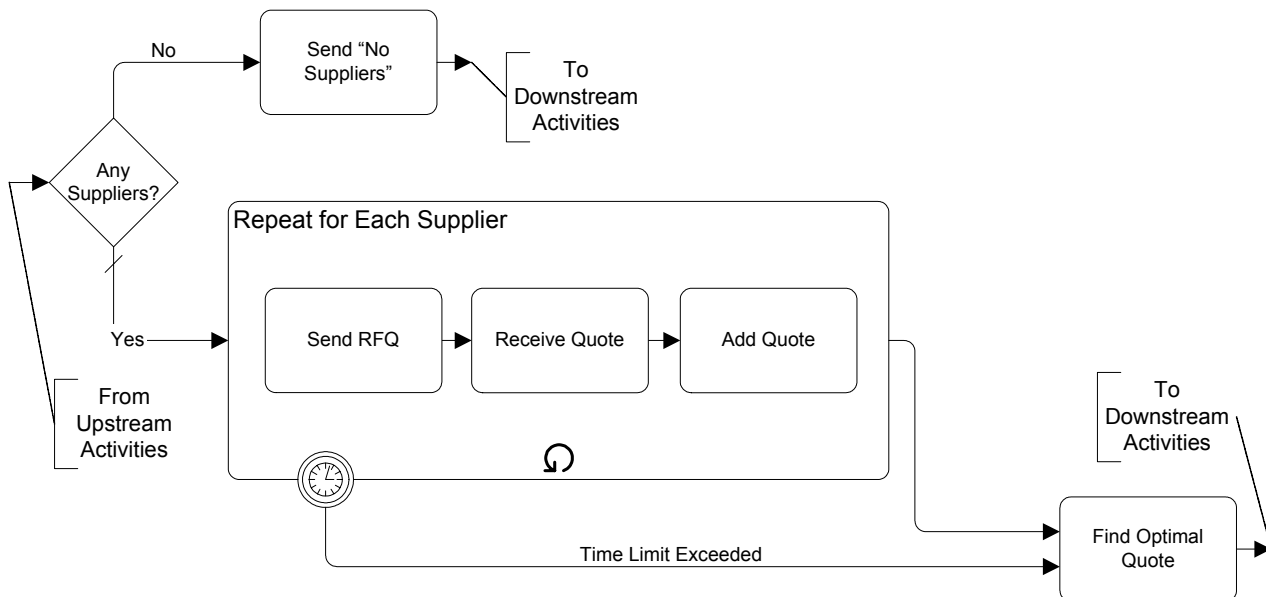 No
Send “No
Suppliers”
To
Downstream
Activities
Any
Suppliers?
Repeat for Each Supplier
Send RFQ
Receive Quote
Add Quote
Yes
From
Upstream
Activities
To
Downstream
Activities
Time Limit Exceeded
Find Optimal
Quote